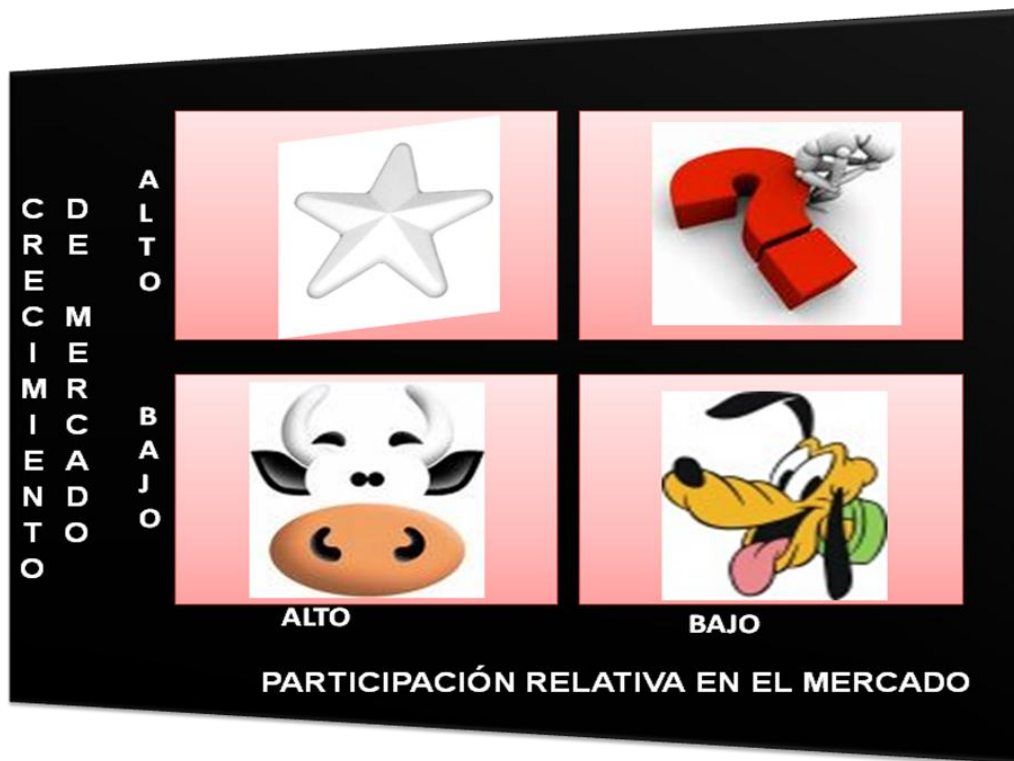 CRECIMIENTO
DE MERCADO
ALTO
BAJO
ALTO
BAJO
PARTICIPACIÓN RELATIVA EN EL MERCADO